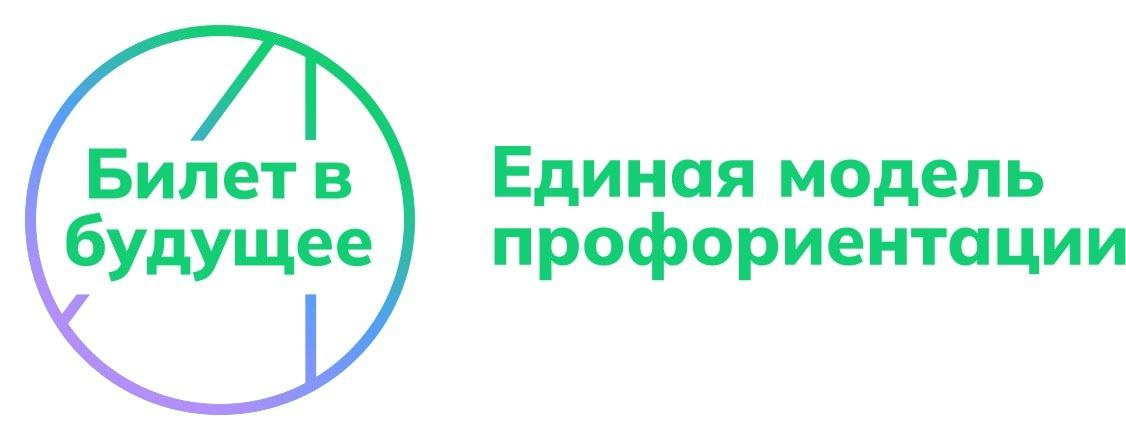 Билет в
будущее
Единая модель
профориентации